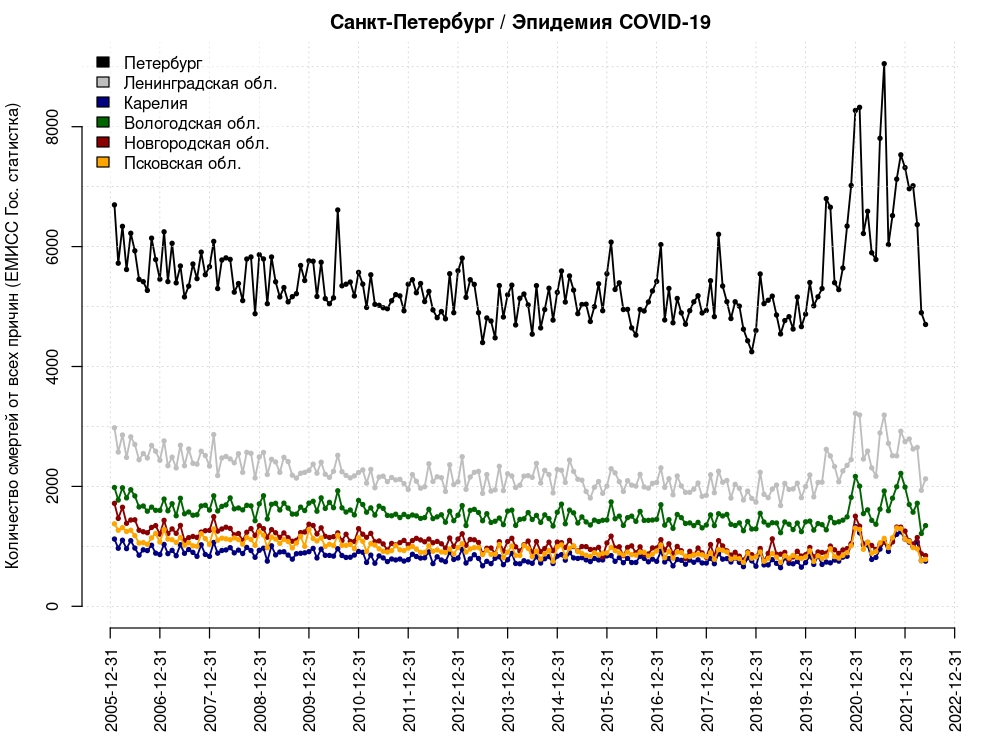 Санкт-Петербург / Эпидемия COVID-19
Количество смертей от всех причин (ЕМИСС Гос. статистка)
Петербург
Ленинградская обл.
Карелия
Вологодская обл.
Новгородская обл.
Псковская обл.
8000
6000
4000
2000
0
2005-12-31
2006-12-31
2007-12-31
2008-12-31
2009-12-31
2010-12-31
2011-12-31
2012-12-31
2013-12-31
2014-12-31
2015-12-31
2016-12-31
2017-12-31
2018-12-31
2019-12-31
2020-12-31
2021-12-31
2022-12-31